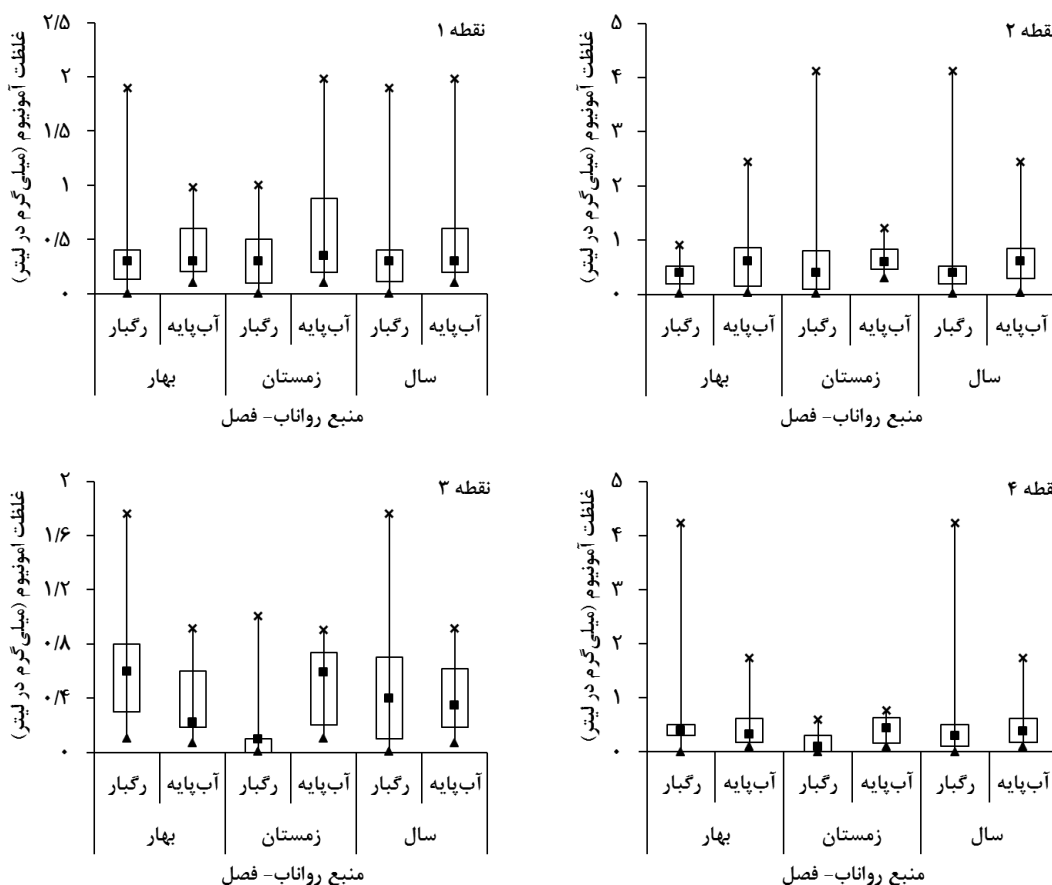 نقطه ۱
غلظت آمونیوم (میلی‌گرم در لیتر)
۲/۵
۲
۱/۵
۱
۰/۵
۰
رگبار
آب‌پایه
رگبار
آب‌پایه
رگبار
آب‌پایه
بهار
زمستان
سال
منبع رواناب- فصل
نقطه ۲
غلظت آمونیوم (میلی‌گرم در لیتر)
۵
۴
۳
۲
۱
۰
رگبار
آب‌پایه
رگبار
آب‌پایه
رگبار
آب‌پایه
بهار
زمستان
سال
منبع رواناب- فصل
نقطه ۳
غلظت آمونیوم (میلی‌گرم در لیتر)
۲
۱/۶
۱/۲
۰/۸
۰/۴
۰
رگبار
آب‌پایه
رگبار
آب‌پایه
رگبار
آب‌پایه
بهار
زمستان
سال
منبع رواناب- فصل
نقطه ۴
غلظت آمونیوم (میلی‌گرم در لیتر)
۵
۴
۳
۲
۱
۰
رگبار
آب‌پایه
رگبار
آب‌پایه
رگبار
آب‌پایه
بهار
زمستان
سال
منبع رواناب- فصل